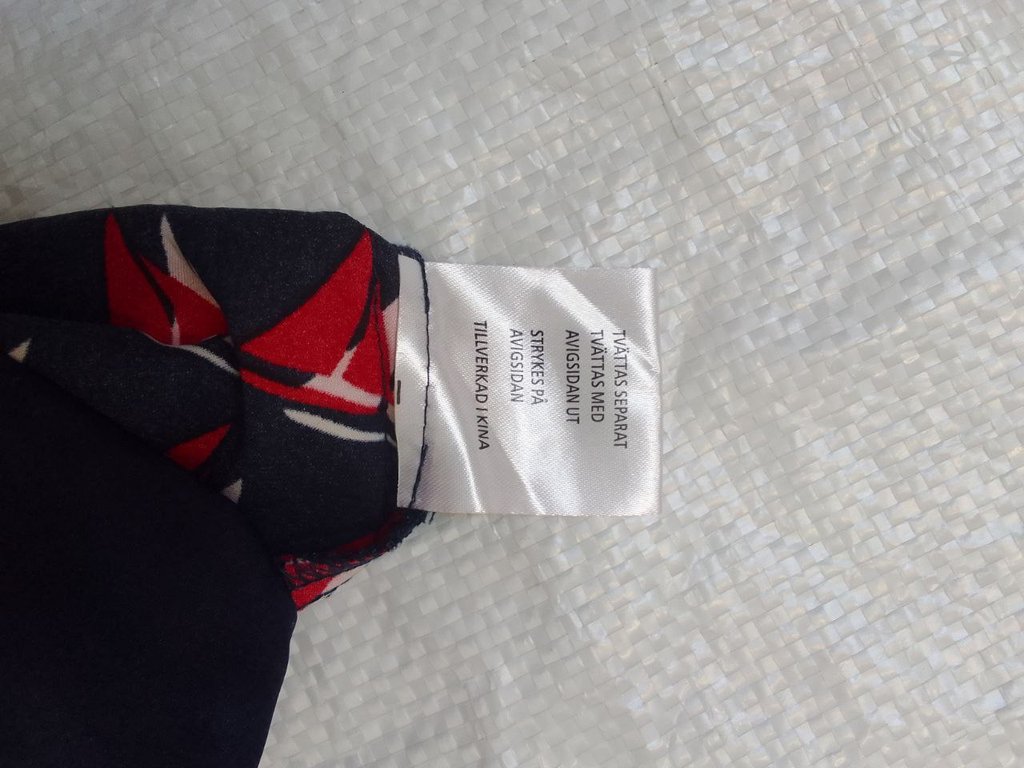 TVÄTTAS SEPARAT
TVÄTTAS MED
AVIGSIDAN UT
STRYKES PÅ
AVIGSIDAN
TILLVERKAD I KINA